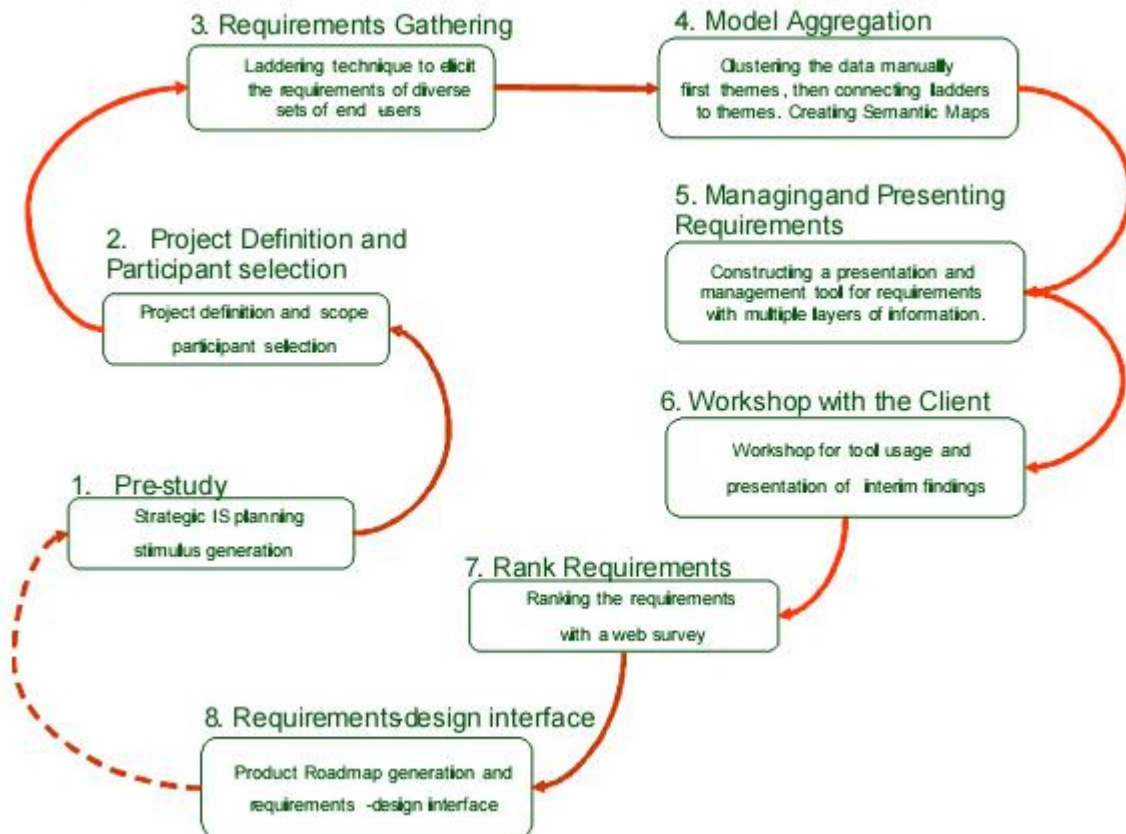 3. Requirements Gathering
Laddering technique to elicit
the requirements of diverse
sets of end users
4. Model Aggregation
Clustering the data manually
first themes, then connecting ladders
to themes. Creating Semantic Maps
5. Managingand Presenting
Requirements
Constructing a presentation and
management tool for requirements
with multiple layers of information.
2. Project Definition and
Participant selection
Project definition and scope
participant selection
6. Workshop with the Client
Workshop for tool usage and
presentation of interim findings
1. Pre-study
Strategic IS planning
stimulus generation
7. Rank Requirements
Ranking the requirements
with a web survey
8. Requirements-design interface
Product Roadmap generation and
requirements -design interface